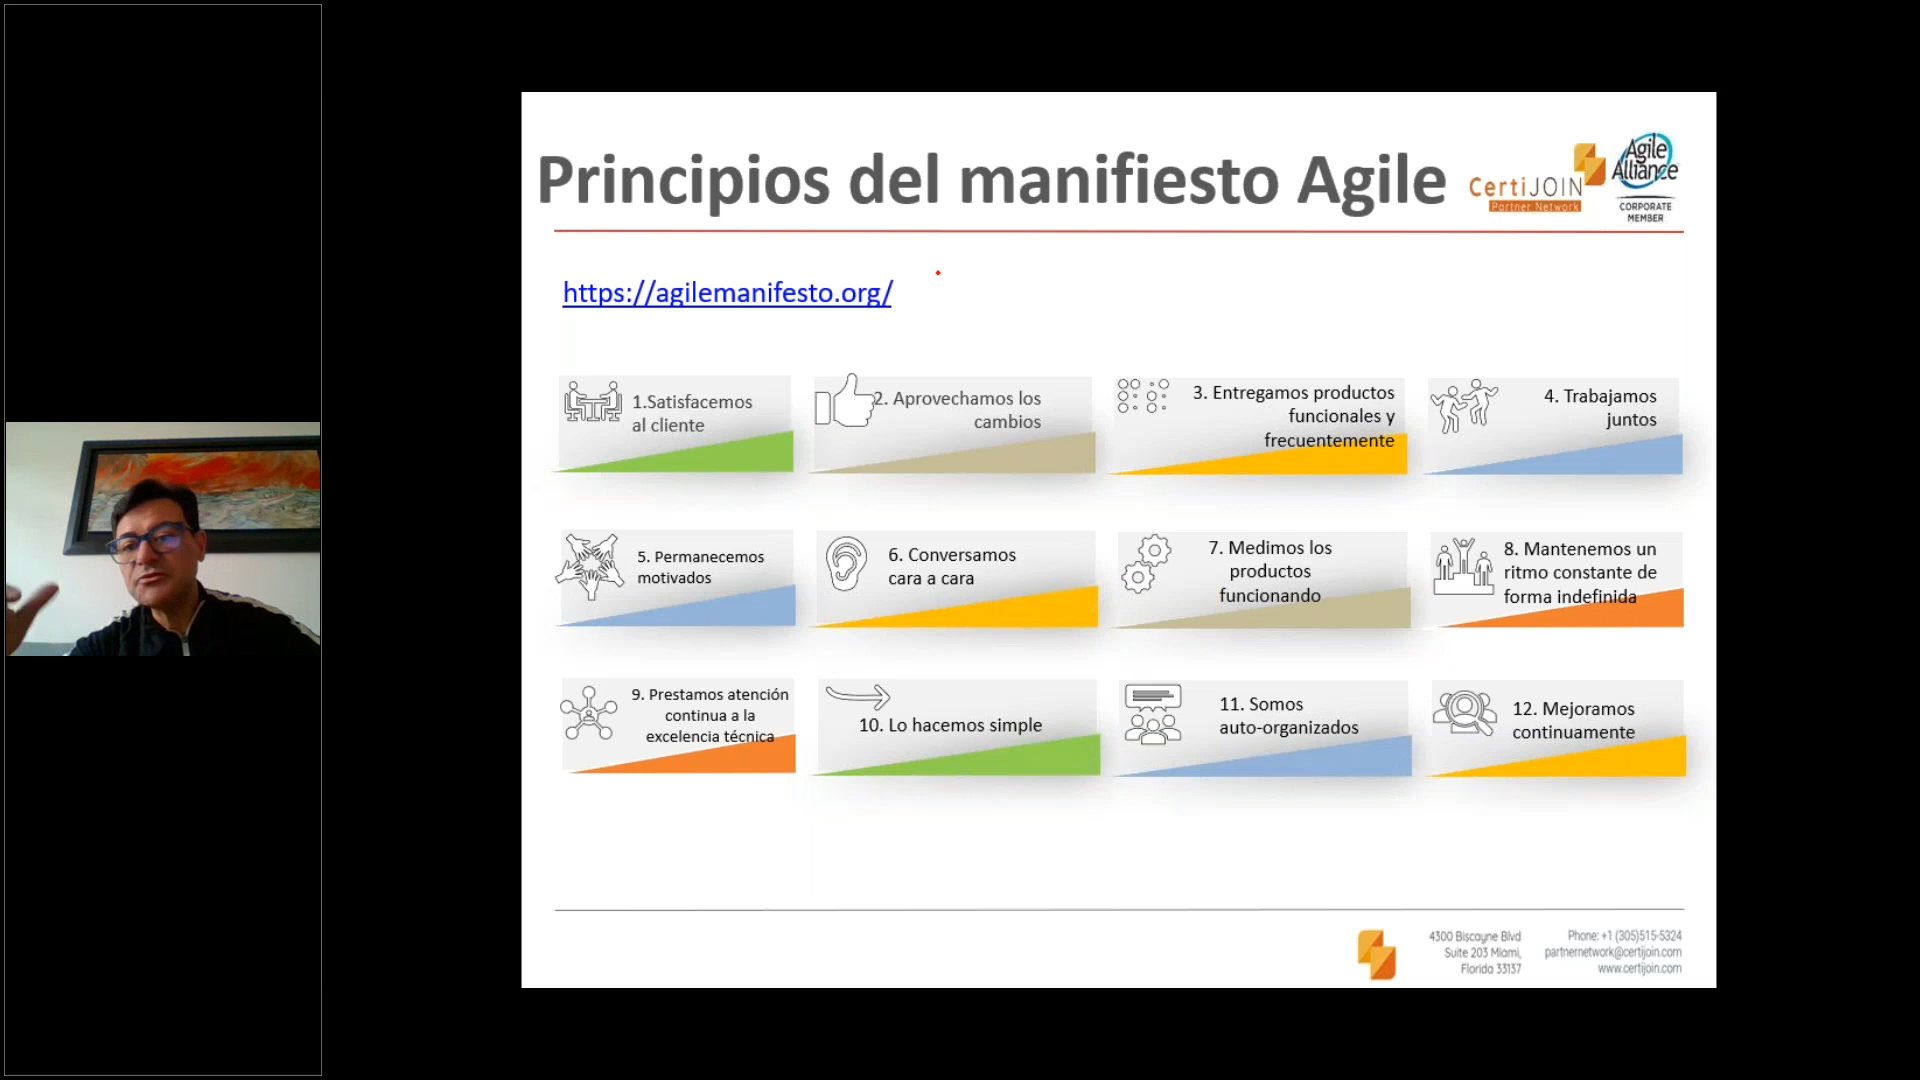 Principios del manifiesto Agile
CertiJOIN
Partner Network
Agile
Alliance
CORPORATE
MEMBER
https://agilemanifesto.org/
1.Satisfacemos
al cliente
2. Aprovechamos los
cambios
3. Entregamos productos
funcionales y
frecuentemente
4. Trabajamos
juntos
5. Permanecemos
motivados
6. Conversamos
cara a cara
7. Medimos los
productos
funcionando
8. Mantenemos un
ritmo constante de
forma indefinida
9. Prestamos atención
continua a la
excelencia técnica
10. Lo hacemos simple
11. Somos
auto-organizados
12. Mejoramos
continuamente
4300 Biscayne Blvd
Suite 203 Miami,
Florida 33137
Phone: +1 (305)515-5324
partnernetwork@certijoin.com
www.certijoin.com